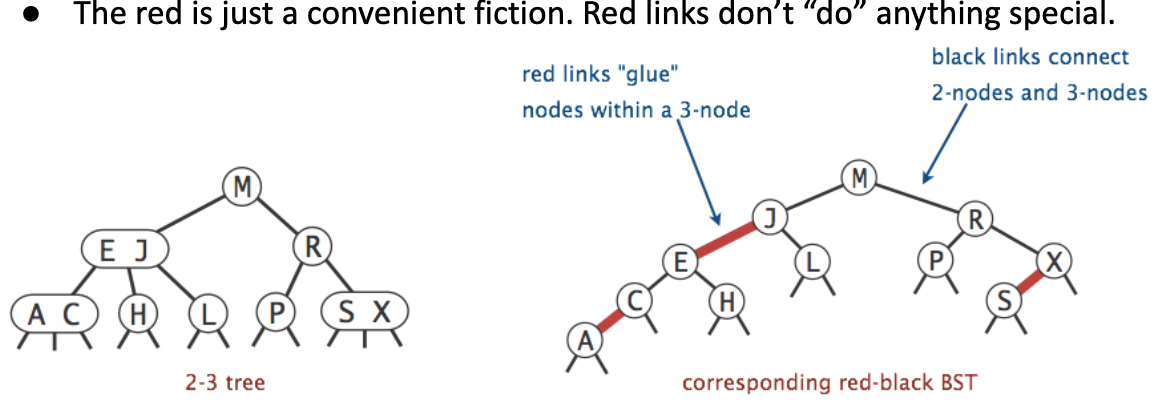 ● The red is just a convenient fiction. Red links don’t “do” anything special.
red links "glue"
nodes within a 3-node
black links connect
2-nodes and 3-nodes
M
E J
R
A C
H
L
P
S X
2-3 tree
M
J
R
E
L
P
X
C
H
S
A
corresponding red-black BST